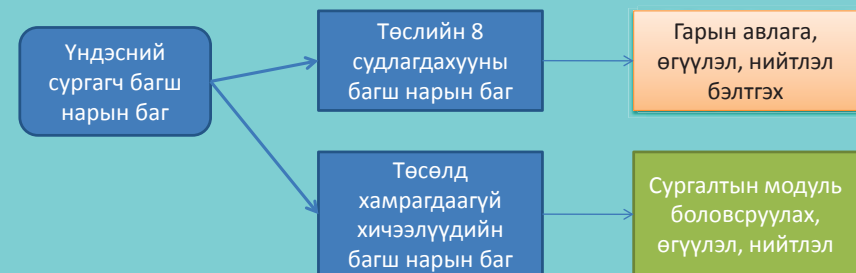 Үндэсний
сургагч багш
нарын баг
Төслийн 8
судлагдахууны
багш нарын баг
Гарын авлага,
өгүүлэл, нийтлэл
бэлтгэх
Төсөлд
хамрагдаагүй
хичээлүүдийн
багш нарын баг
Сургалтын модуль
боловсруулах,
өгүүлэл, нийтлэл